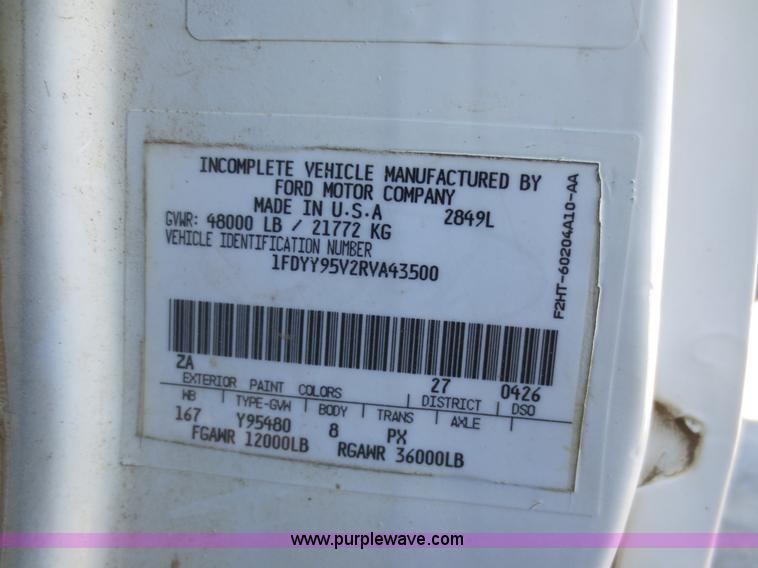 INCOMPLETE VEHICLE MANUFACTURED BY
FORD MOTOR COMPANY
MADE IN U.S.A 2849L
GVWR: 48000 LB / 21772 KG
VEHICLE IDENTIFICATION NUMBER
1FDYY95V2RVA43500
F2HT-60204A10-AA
ZA 27 0426
EXTERIOR PAINT COLORS DISTRICT DSO
WB TYPE-GVW BODY TRANS AXLE
167 Y95480 8 PX
FGAWR 12000LB RGAWR 36000LB
www.purplewave.com